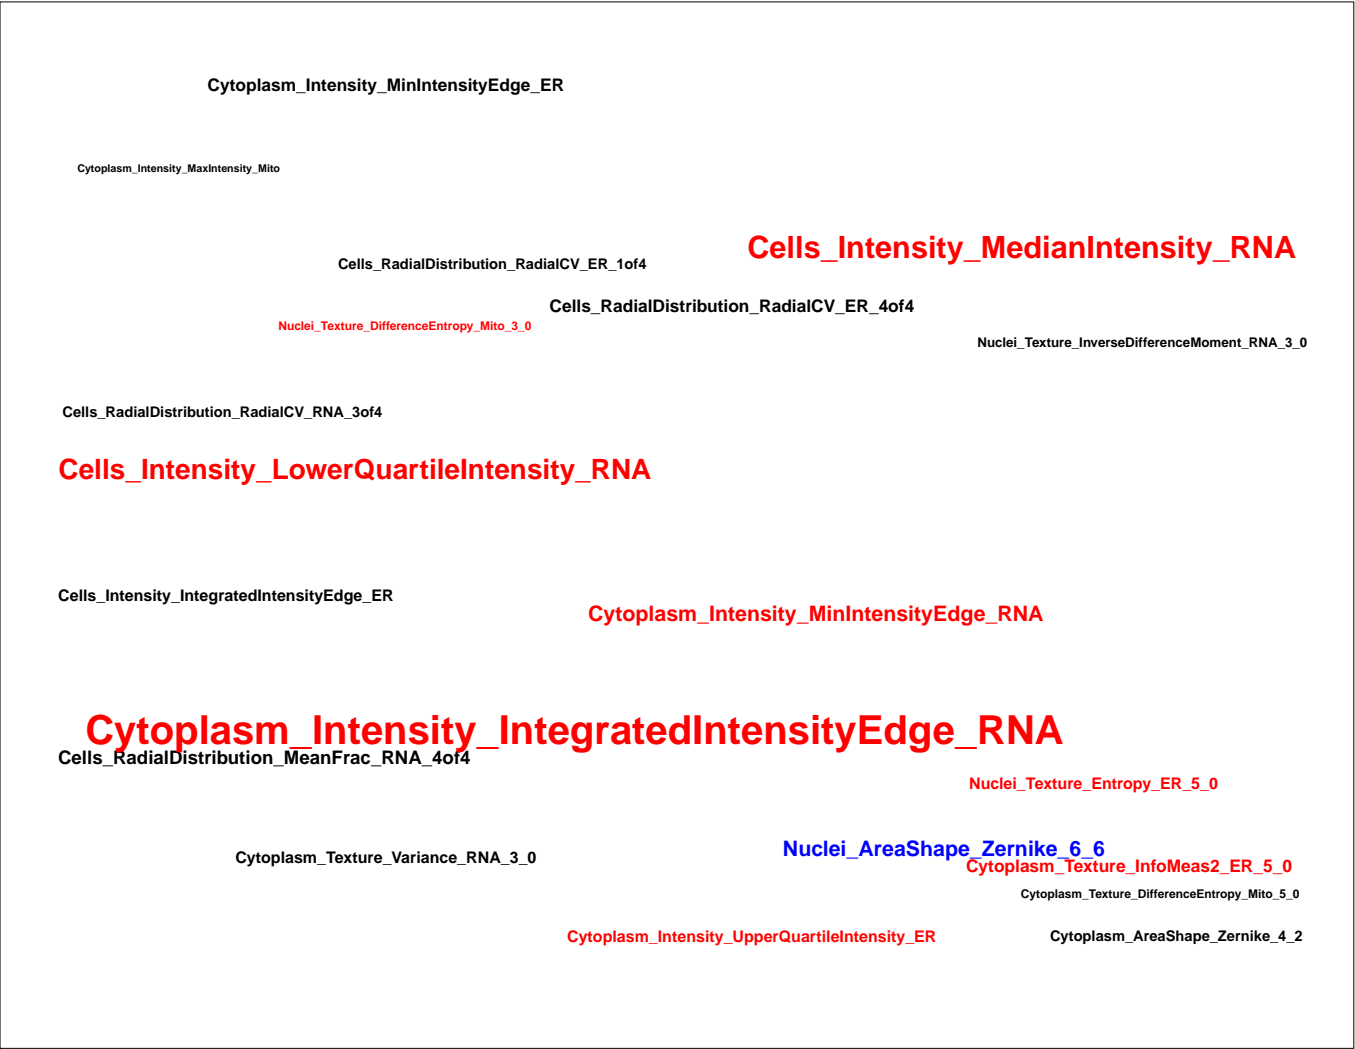 Cytoplasm_Intensity_MinIntensityEdge_ER
Cytoplasm_Intensity_MaxIntensity_Mito
Cells_Intensity_MedianIntensity_RNA
Cells_RadialDistribution_RadialCV_ER_1of4
Cells_RadialDistribution_RadialCV_ER_4of4
Nuclei_Texture_DifferenceEntropy_Mito_3_0
Nuclei_Texture_InverseDifferenceMoment_RNA_3_0
Cells_RadialDistribution_RadialCV_RNA_3of4
Cells_Intensity_LowerQuartileIntensity_RNA
Cells_Intensity_IntegratedIntensityEdge_ER
Cytoplasm_Intensity_MinIntensityEdge_RNA
Cytoplasm_Intensity_IntegratedIntensityEdge_RNA
Cells_RadialDistribution_MeanFrac_RNA_4of4
Nuclei_Texture_Entropy_ER_5_0
Nuclei_AreaShape_Zernike_6_6
Cytoplasm_Texture_Variance_RNA_3_0
Cytoplasm_Texture_InfoMeas2_ER_5_0
Cytoplasm_Texture_DifferenceEntropy_Mito_5_0
Cytoplasm_Intensity_UpperQuartileIntensity_ER
Cytoplasm_AreaShape_Zernike_4_2